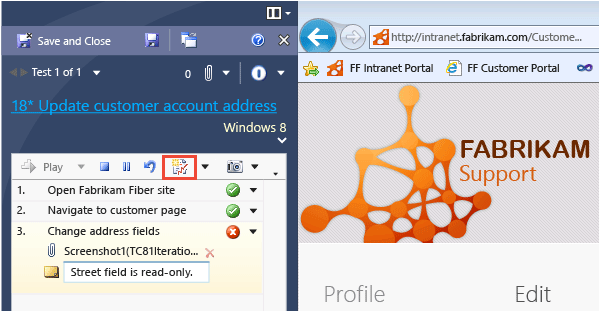 Save and Close
Test 1 of 1
0
18* Update customer account address
Windows 8
Play
1. Open Fabrikam Fiber site
2. Navigate to customer page
3. Change address fields
Screenshot1(TC81Iteratio...
Street field is read-only.
http://intranet.fabrikam.com/Custome...
FF Intranet Portal
FF Customer Portal
FABRIKAM
Support
Profile
Edit